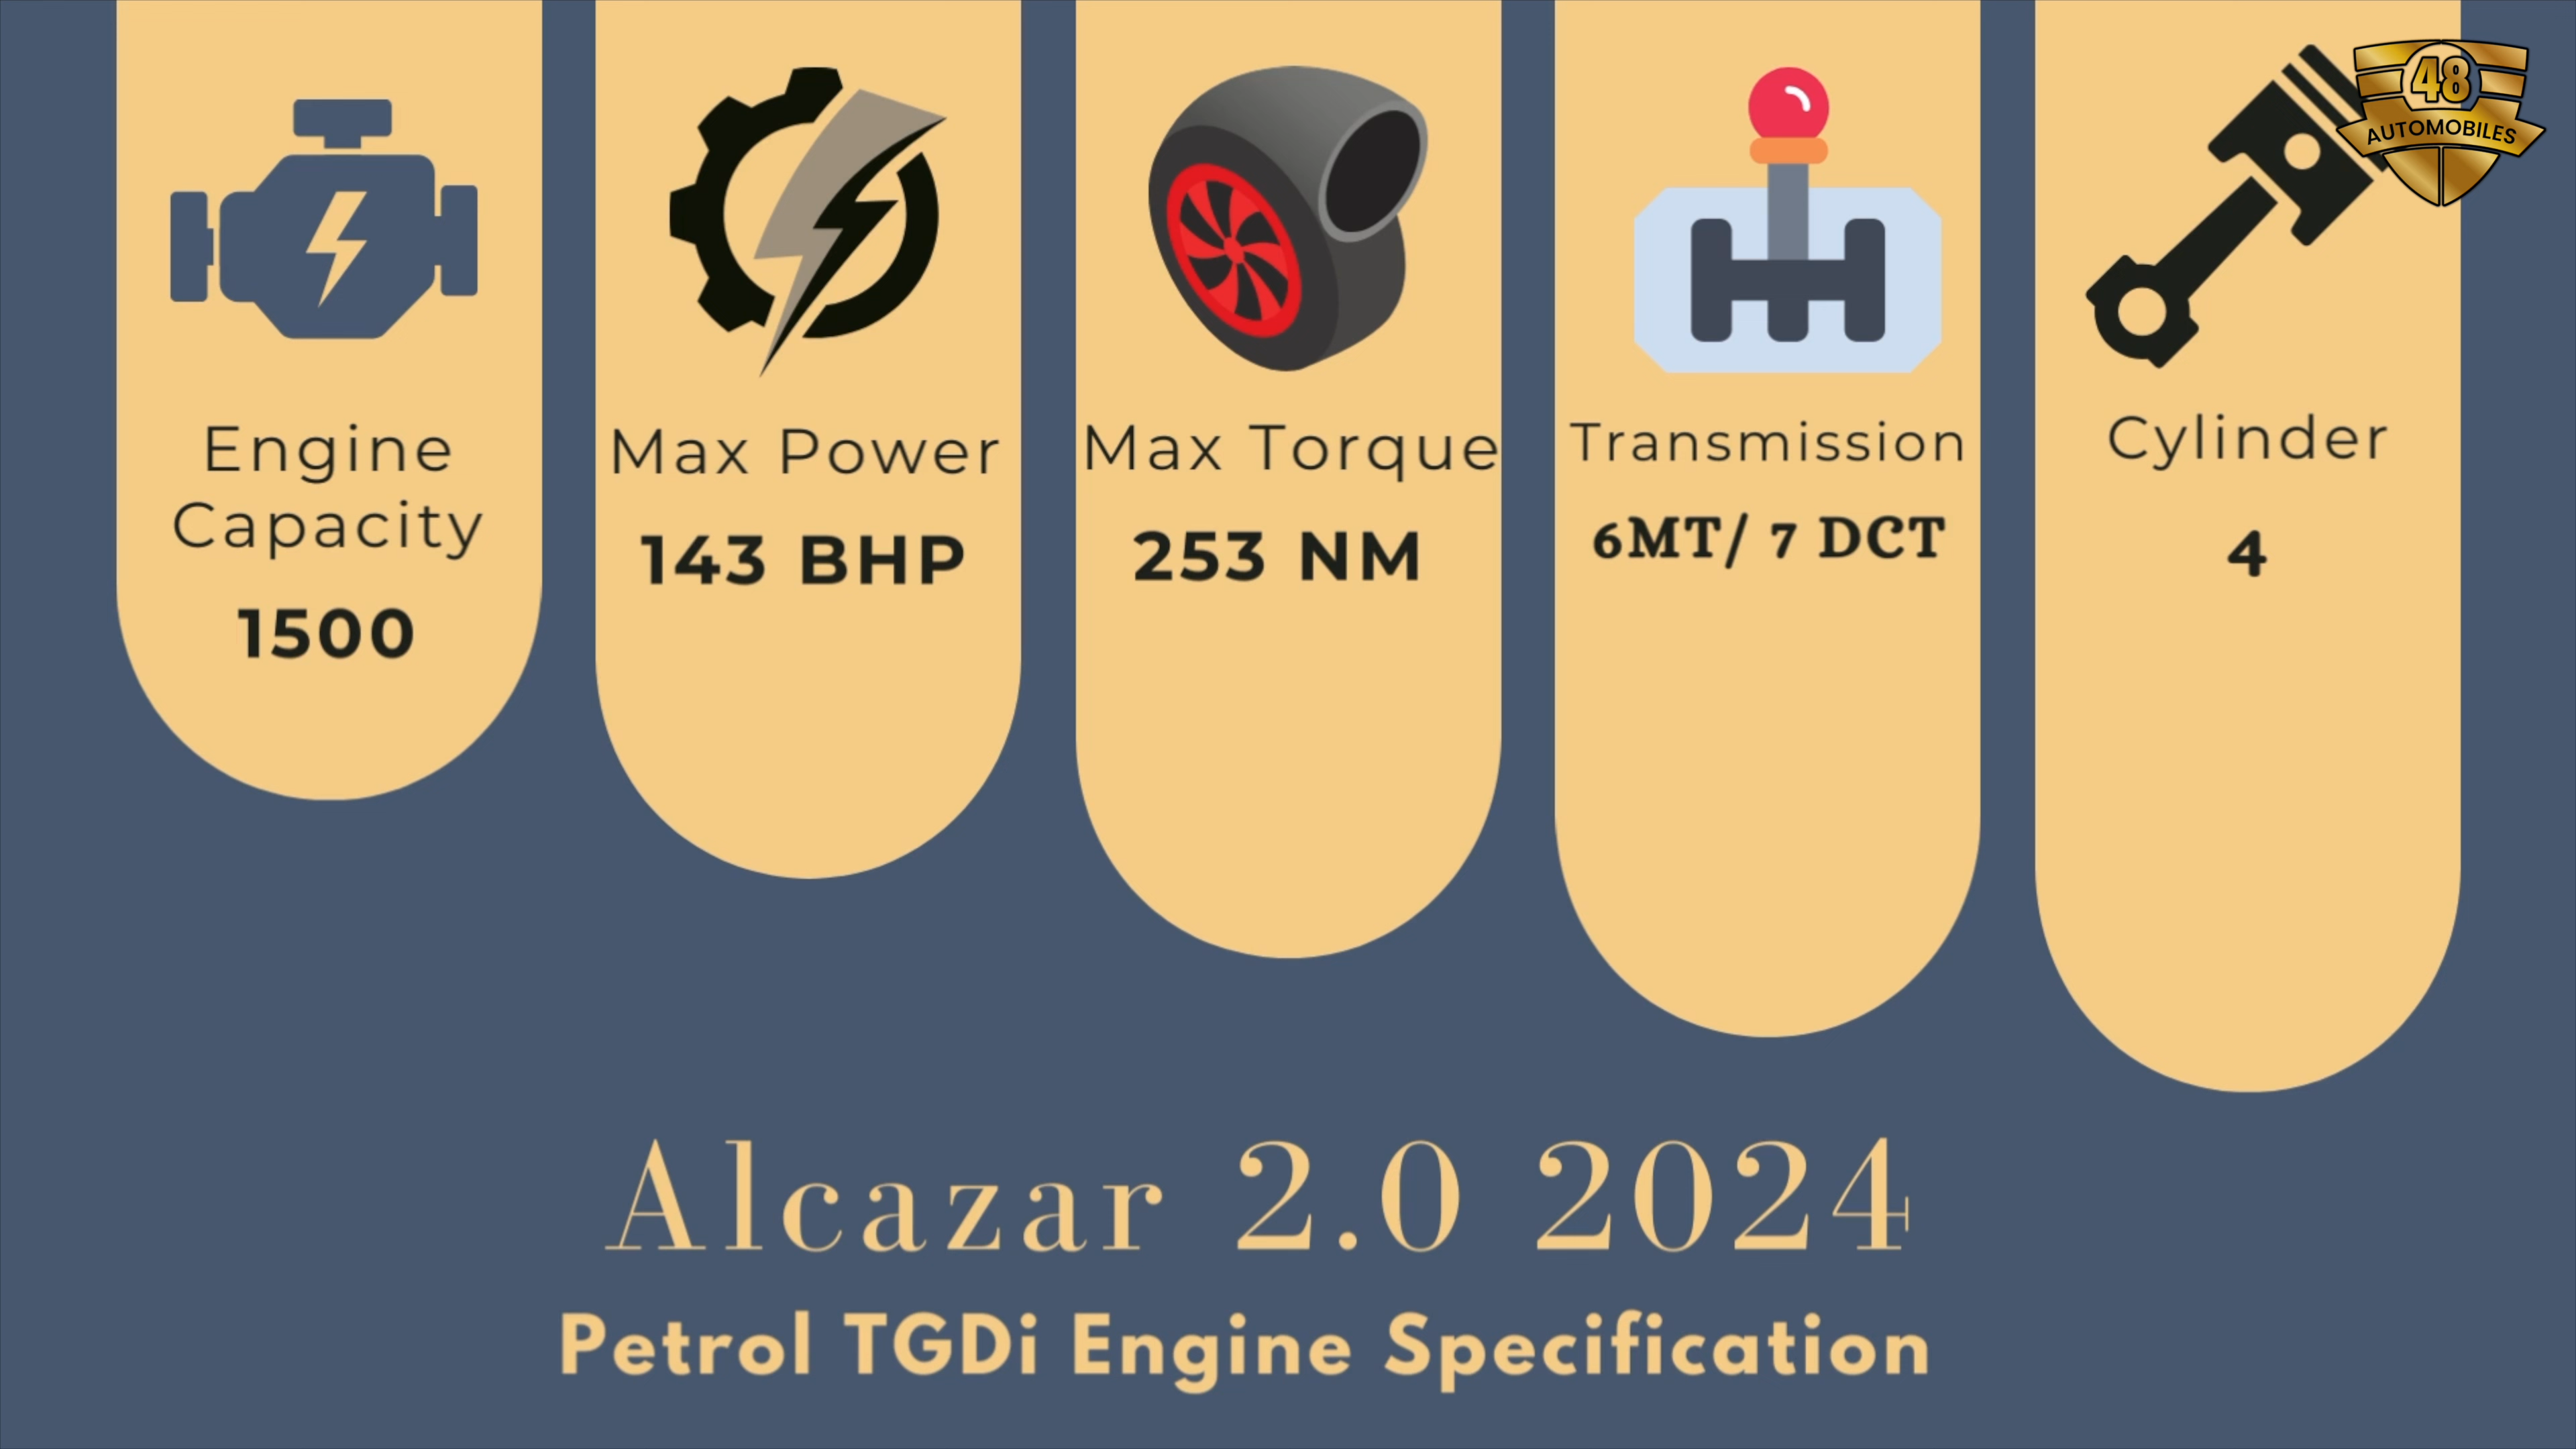 Engine
Capacity
1500
Max Power
143 BHP
Max Torque
253 NM
Transmission
6MT/ 7 DCT
Cylinder
4
48
AUTOMOBILES
Alcazar 2.0 2024
Petrol TGDi Engine Specification